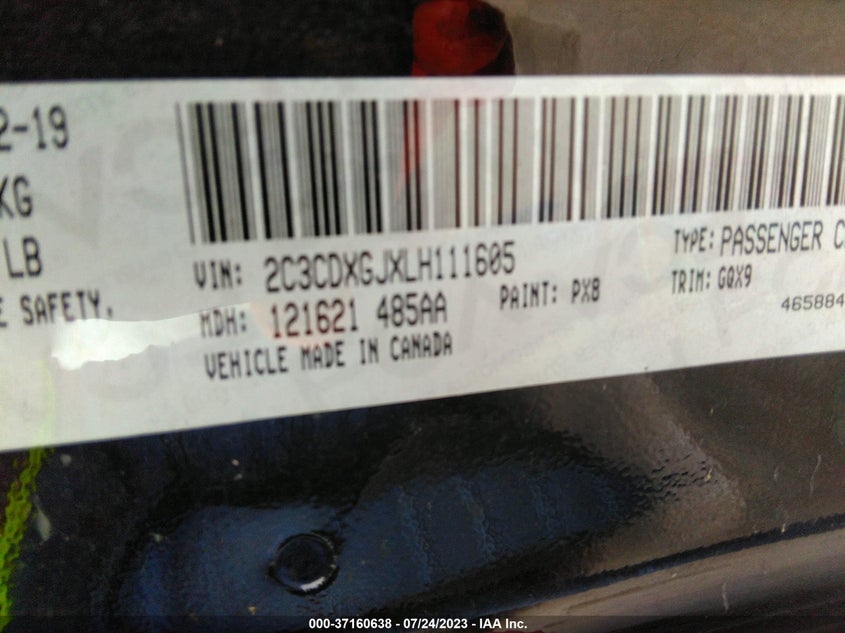 2-19
KG
LB
E SAFETY,
VIN: 2C3CDXGJXLH111605
TYPE: PASSENGER C
MDH: 121621 485AA
PAINT: PX8
TRIM: GQX9
465884
VEHICLE MADE IN CANADA
000-37160638 - 07/24/2023 - IAA Inc.